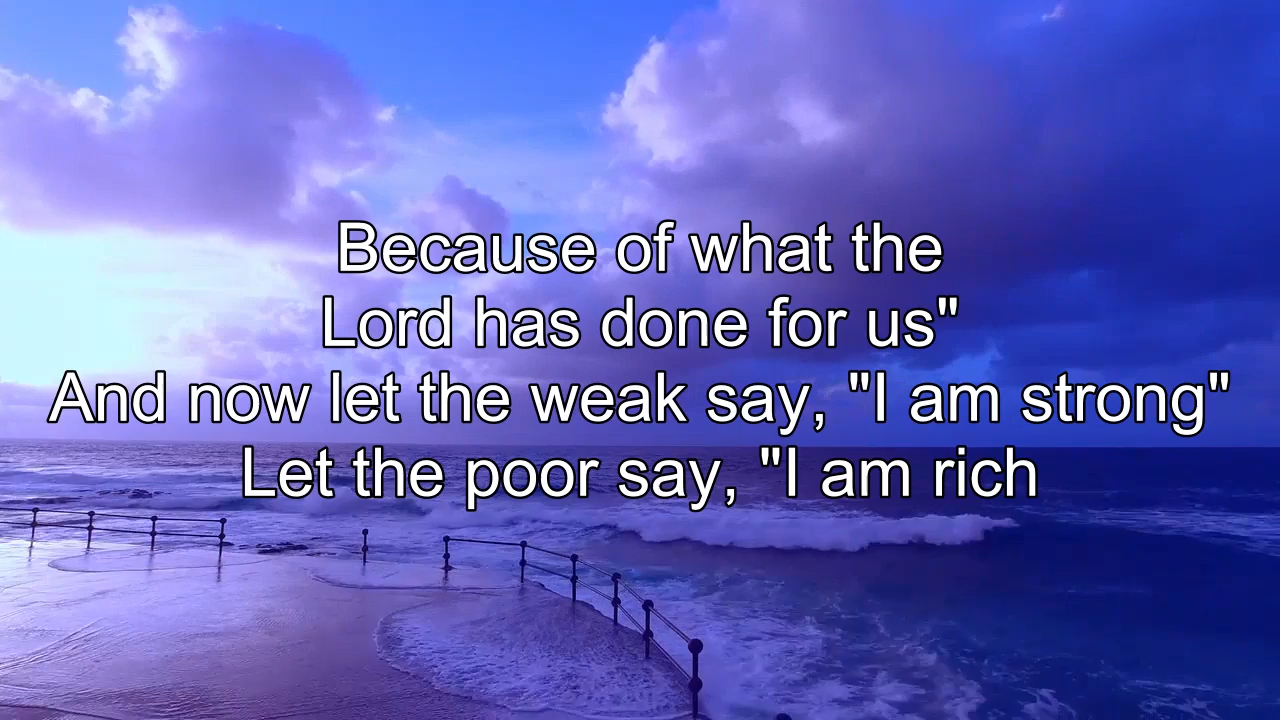 Because of what the
Lord has done for us"
And now let the weak say, "I am strong"
Let the poor say, "I am rich